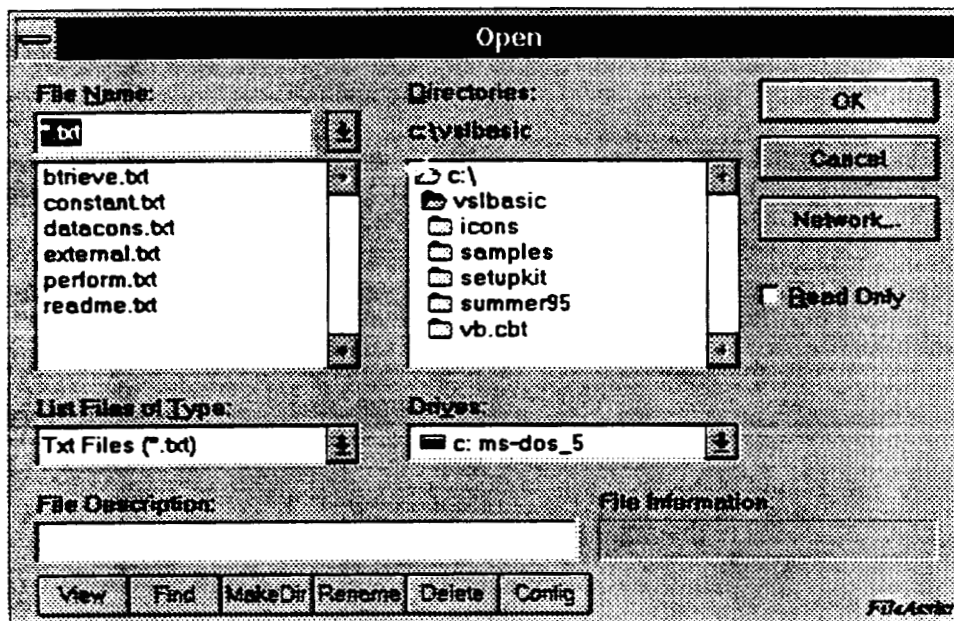 Open
File Name:
*.txt
btrieve.txt
constant.txt
datacons.txt
external.txt
perform.txt
readme.txt
Directories:
c:\vslbasic
c:\
vslbasic
icons
samples
setupkit
summer95
vb.cbt
OK
Cancel
Network...
Read Only
List Files of Type:
Txt Files (*.txt)
Drives:
c: ms-dos_5
File Description:
File Information
View
Find
MakeDir
Rename
Delete
Config